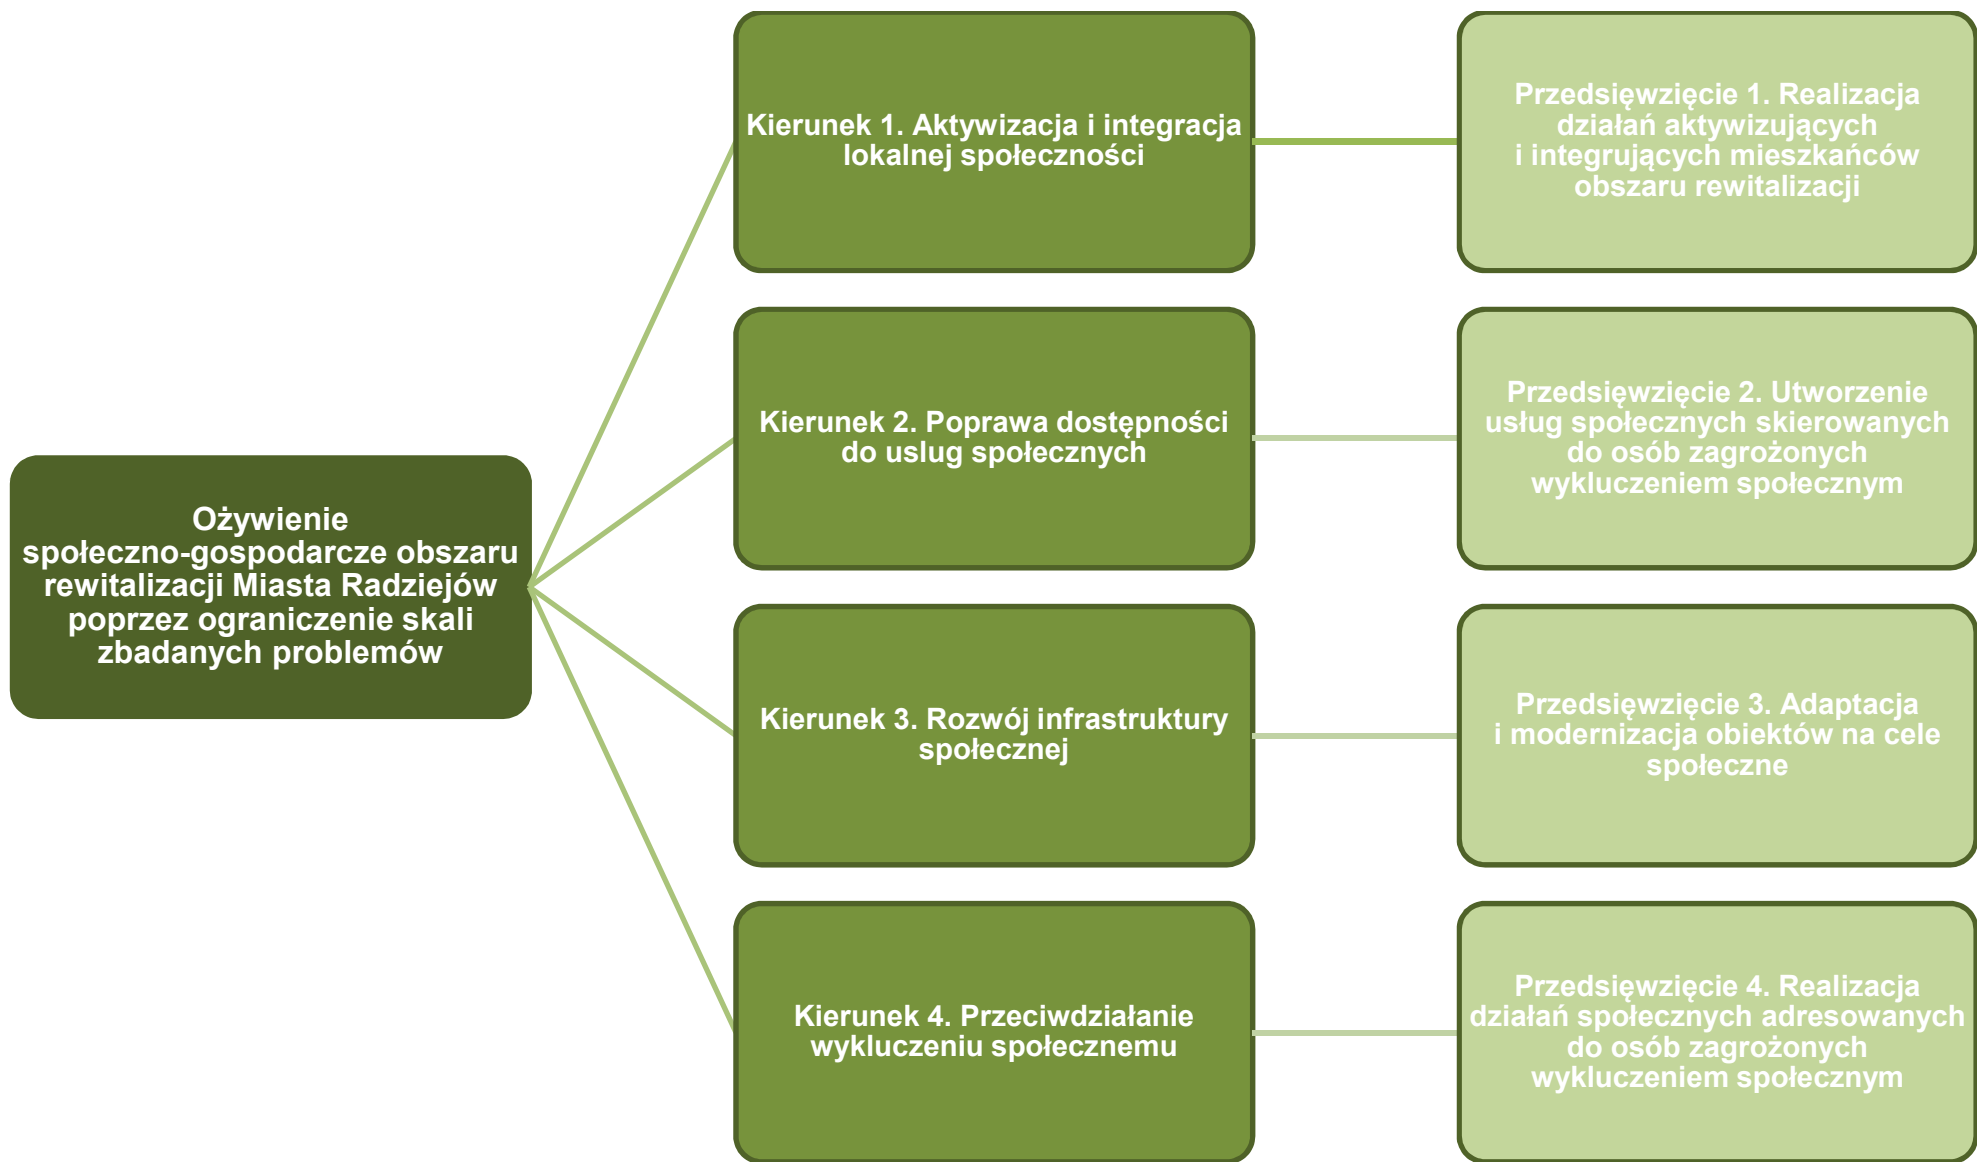 Ożywienie
społeczno-gospodarcze obszaru
rewitalizacji Miasta Radziejów
poprzez ograniczenie skali
zbadanych problemów
Kierunek 1. Aktywizacja i integracja
lokalnej społeczności
Przedsięwzięcie 1. Realizacja
działań aktywizujących
i integrujących mieszkańców
obszaru rewitalizacji
Kierunek 2. Poprawa dostępności
do uslug społecznych
Przedsięwzięcie 2. Utworzenie
usług społecznych skierowanych
do osób zagrożonych
wykluczeniem społecznym
Kierunek 3. Rozwój infrastruktury
społecznej
Przedsięwzięcie 3. Adaptacja
i modernizacja obiektów na cele
społeczne
Kierunek 4. Przeciwdziałanie
wykluczeniu społecznemu
Przedsięwzięcie 4. Realizacja
działań społecznych adresowanych
do osób zagrożonych
wykluczeniem społecznym